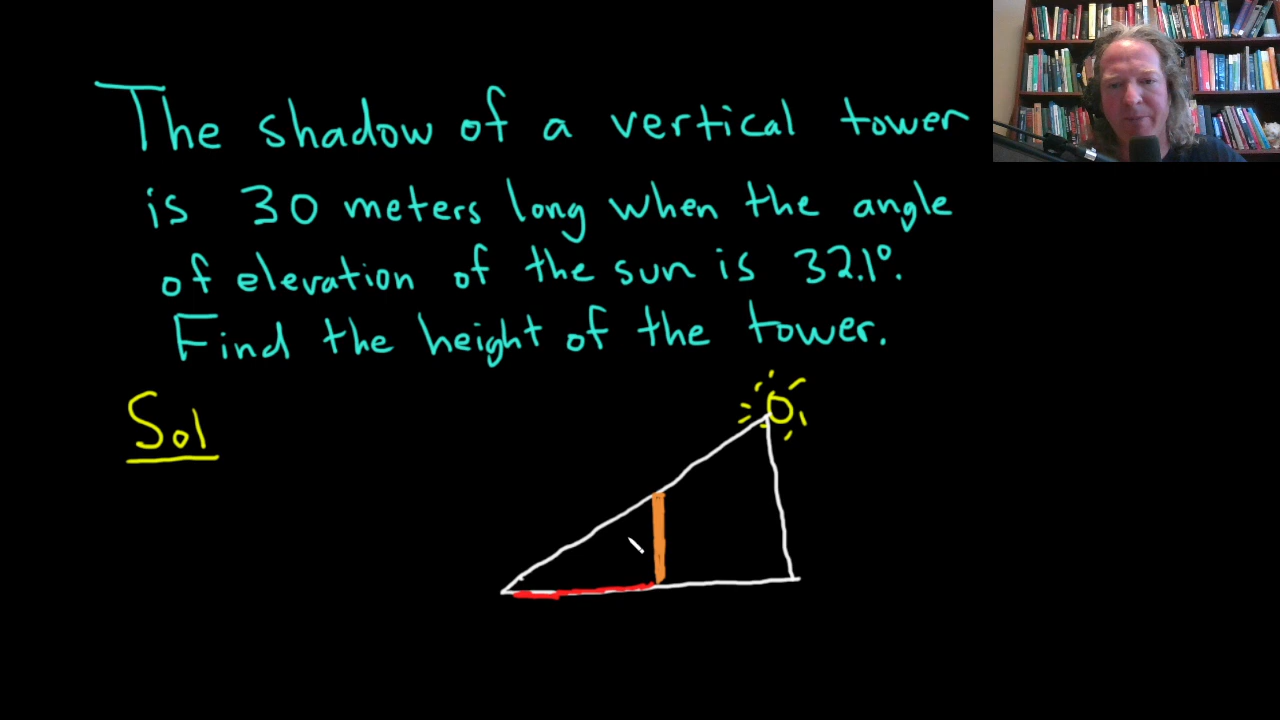 The shadow of a vertical tower
is 30 meters long when the angle
of elevation of the sun is 32.1°.
Find the height of the tower.
Sol